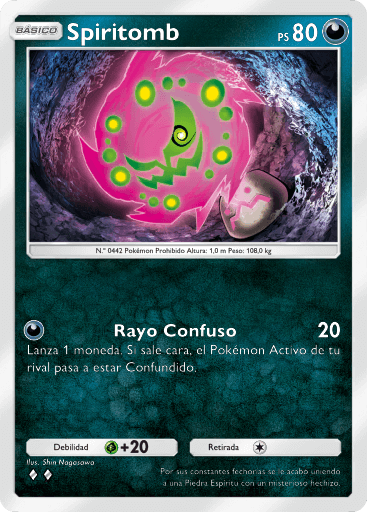 BÁSICO Spiritomb PS 80
N.º 0442 Pokémon Prohibido Altura: 1,0 m Peso: 108,0 kg
Rayo Confuso 20
Lanza 1 moneda. Si sale cara, el Pokémon Activo de tu
rival pasa a estar Confundido.
Debilidad +20 Retirada
Ilus. Shin Nagasawa
Por sus constantes fechorías se le acabó uniendo
a una Piedra Espíritu con un misterioso hechizo.